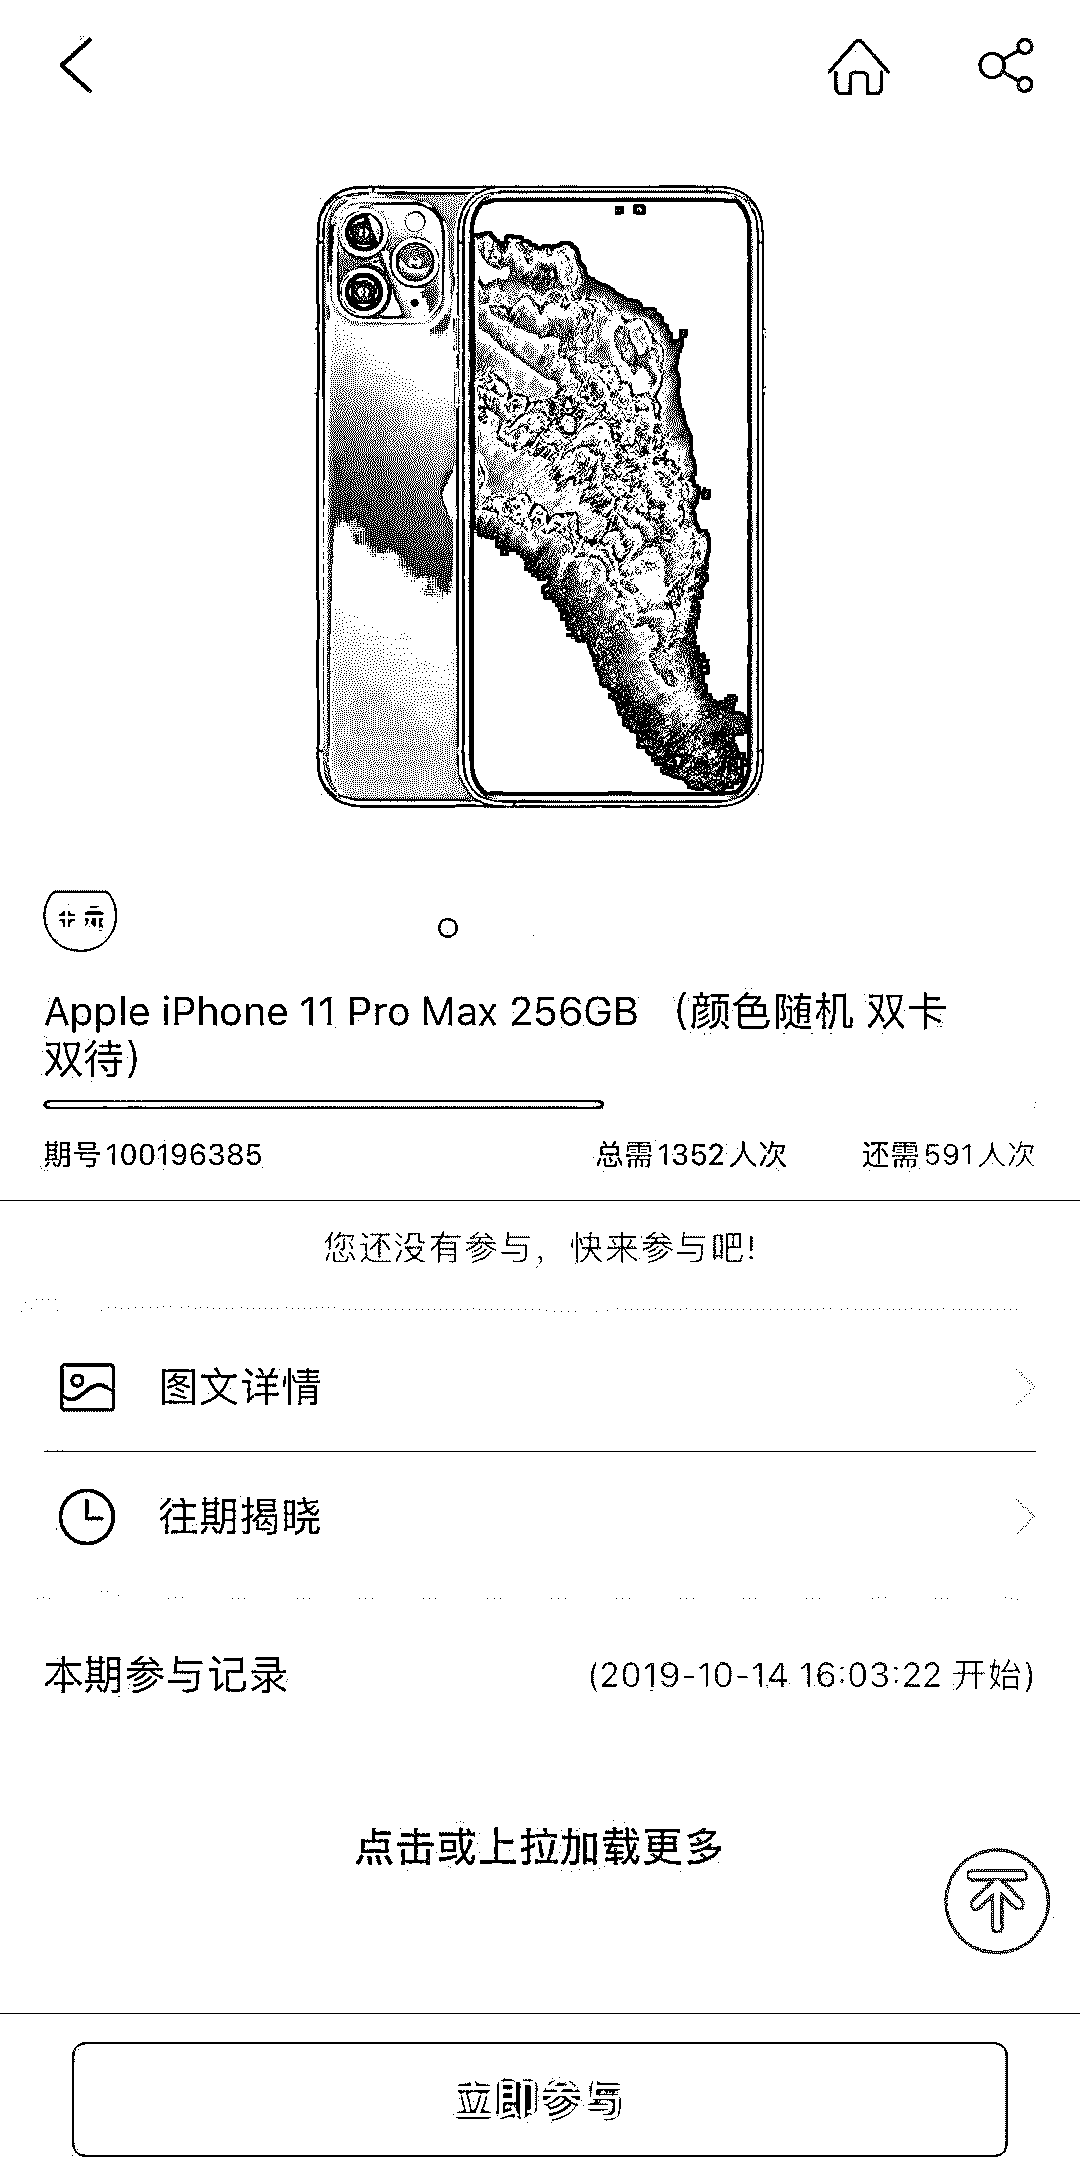 Apple iPhone 11 Pro Max 256GB （颜色随机 双卡
双待）
期号100196385 总需1352人次 还需591人次
您还没有参与，快来参与吧!
图文详情
往期揭晓
本期参与记录 (2019-10-14 16:03:22 开始)
点击或上拉加载更多
立即参与